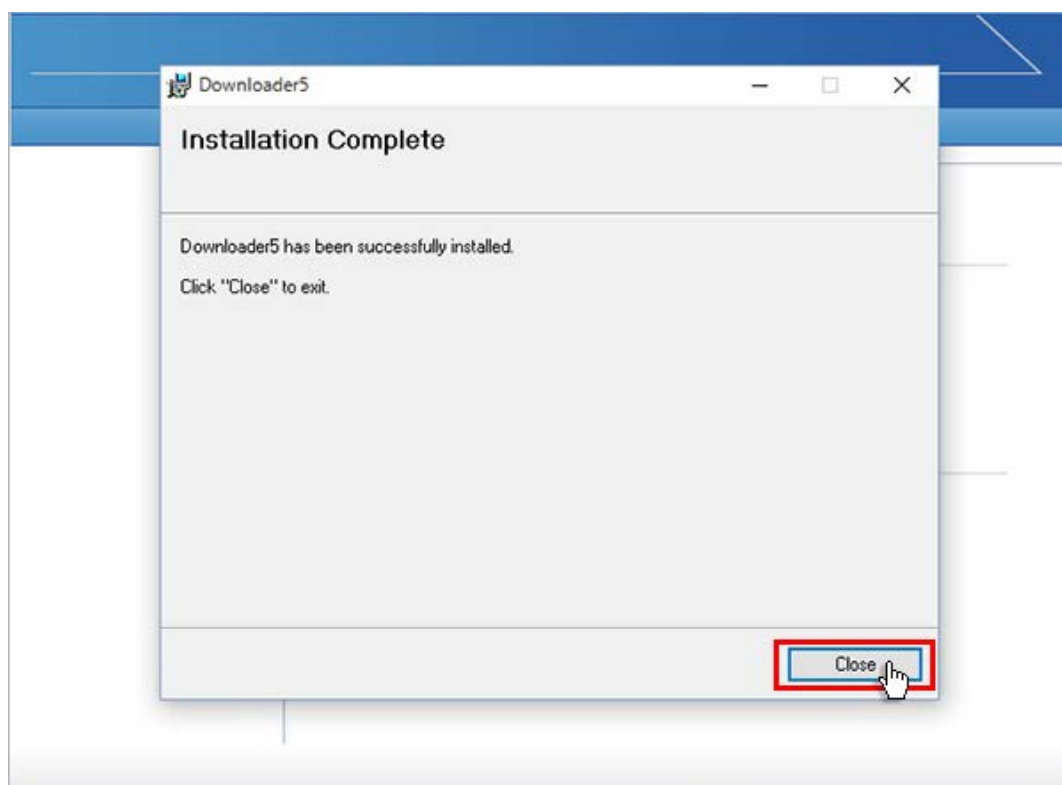 Downloader5
Installation Complete
Downloader5 has been successfully installed.
Click "Close" to exit.
Close